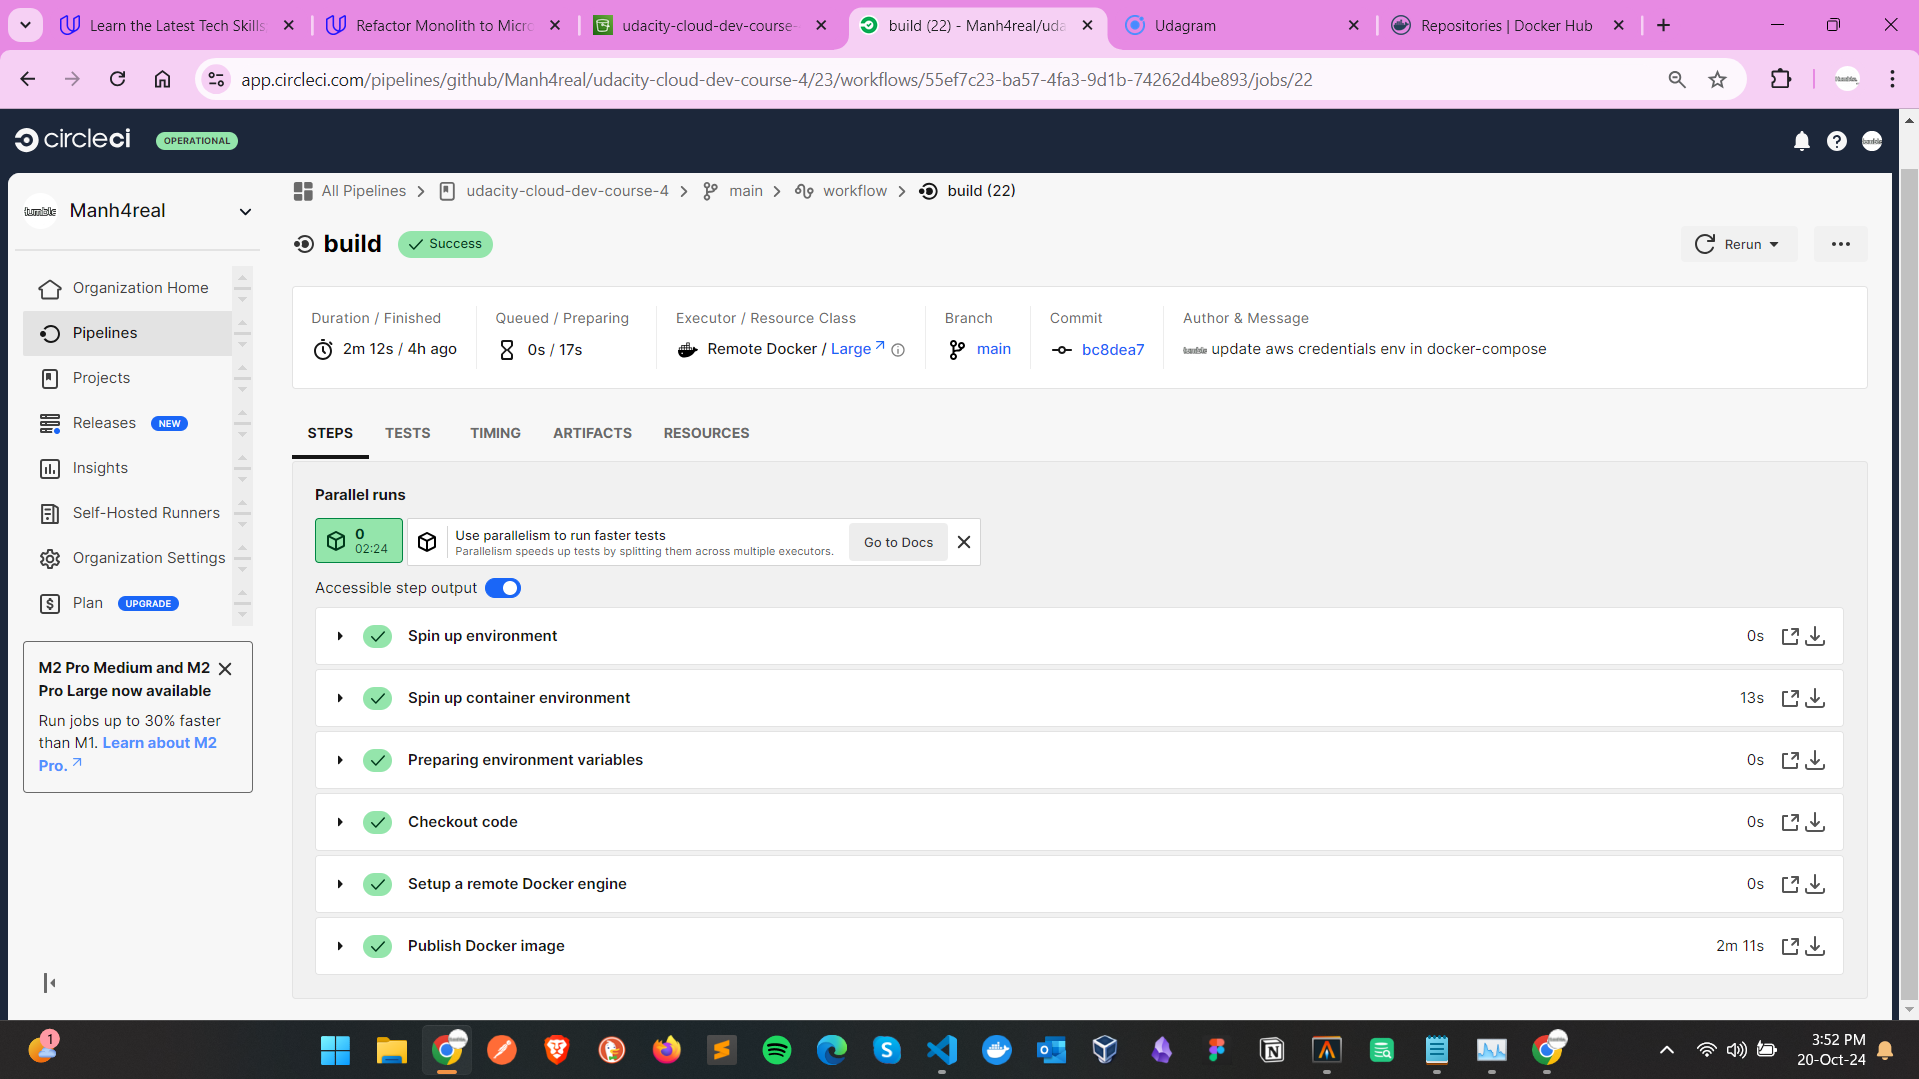 Learn the Latest Tech Skills
Refactor Monolith to Micro
udacity-cloud-dev-course-
build (22) - Manh4real/uda
Udagram
Repositories | Docker Hub
app.circleci.com/pipelines/github/Manh4real/udacity-cloud-dev-course-4/23/workflows/55ef7c23-ba57-4fa3-9d1b-74262d4be893/jobs/22
circleci
OPERATIONAL
tumble
Manh4real
Organization Home
Pipelines
Projects
Releases NEW
Insights
Self-Hosted Runners
Organization Settings
Plan UPGRADE
M2 Pro Medium and M2
Pro Large now available
Run jobs up to 30% faster
than M1. Learn about M2
Pro.
All Pipelines
udacity-cloud-dev-course-4
main
workflow
build (22)
build
Success
Rerun
Duration / Finished
2m 12s / 4h ago
Queued / Preparing
0s / 17s
Executor / Resource Class
Remote Docker / Large
Branch
main
Commit
bc8dea7
Author & Message
update aws credentials env in docker-compose
STEPS TESTS TIMING ARTIFACTS RESOURCES
Parallel runs
0
02:24
Use parallelism to run faster tests
Parallelism speeds up tests by splitting them across multiple executors.
Go to Docs
Accessible step output
Spin up environment 0s
Spin up container environment 13s
Preparing environment variables 0s
Checkout code 0s
Setup a remote Docker engine 0s
Publish Docker image 2m 11s
1
3:52 PM
20-Oct-24